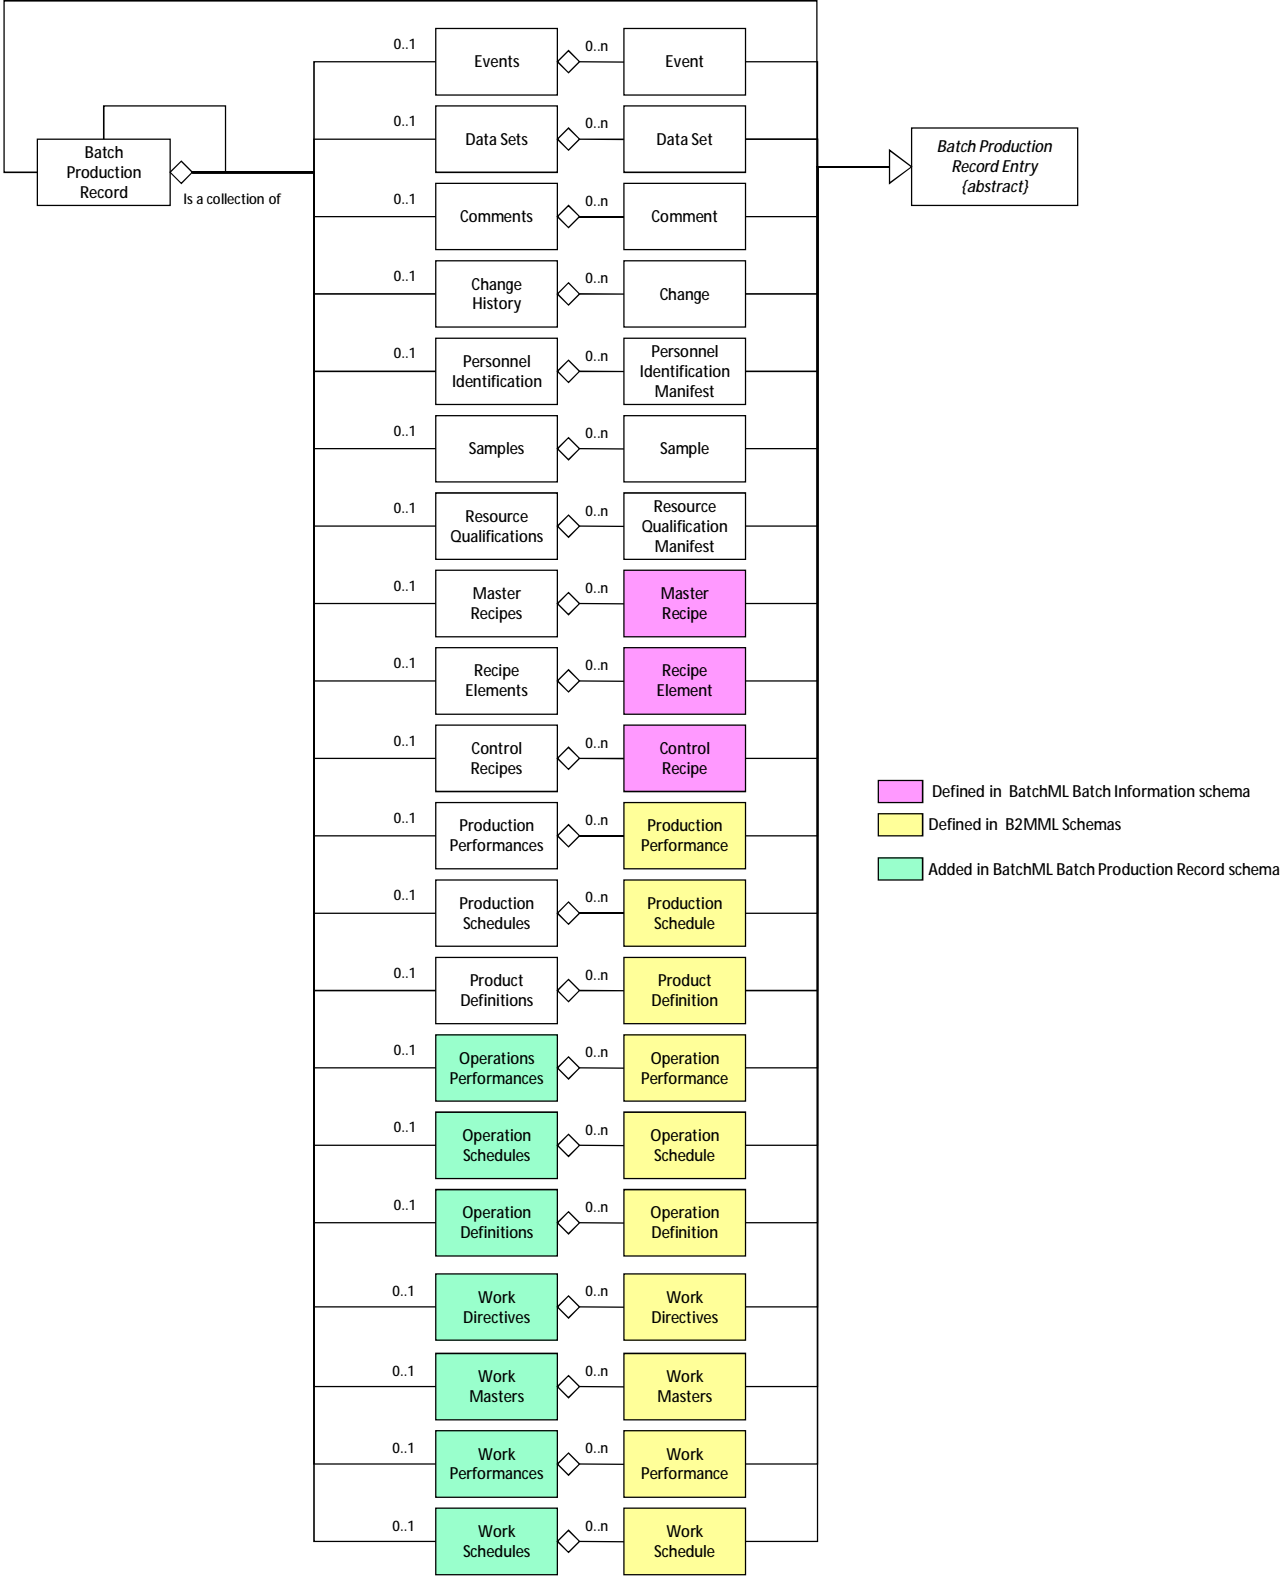 0..1
Events
0..n
Event
0..1
Data Sets
0..n
Data Set
Batch
Production
Record
Is a collection of
Batch Production
Record Entry
{abstract}
0..1
Comments
0..n
Comment
0..1
Change
History
0..n
Change
0..1
Personnel
Identification
0..n
Personnel
Identification
Manifest
0..1
Samples
0..n
Sample
0..1
Resource
Qualifications
0..n
Resource
Qualification
Manifest
0..1
Master
Recipes
0..n
Master
Recipe
0..1
Recipe
Elements
0..n
Recipe
Element
0..1
Control
Recipes
0..n
Control
Recipe
Defined in BatchML Batch Information schema
Defined in B2MML Schemas
Added in BatchML Batch Production Record schema
0..1
Production
Performances
0..n
Production
Performance
0..1
Production
Schedules
0..n
Production
Schedule
0..1
Product
Definitions
0..n
Product
Definition
0..1
Operations
Performances
0..n
Operation
Performance
0..1
Operation
Schedules
0..n
Operation
Schedule
0..1
Operation
Definitions
0..n
Operation
Definition
0..1
Work
Directives
0..n
Work
Directives
0..1
Work
Masters
0..n
Work
Masters
0..1
Work
Performances
0..n
Work
Performance
0..1
Work
Schedules
0..n
Work
Schedule